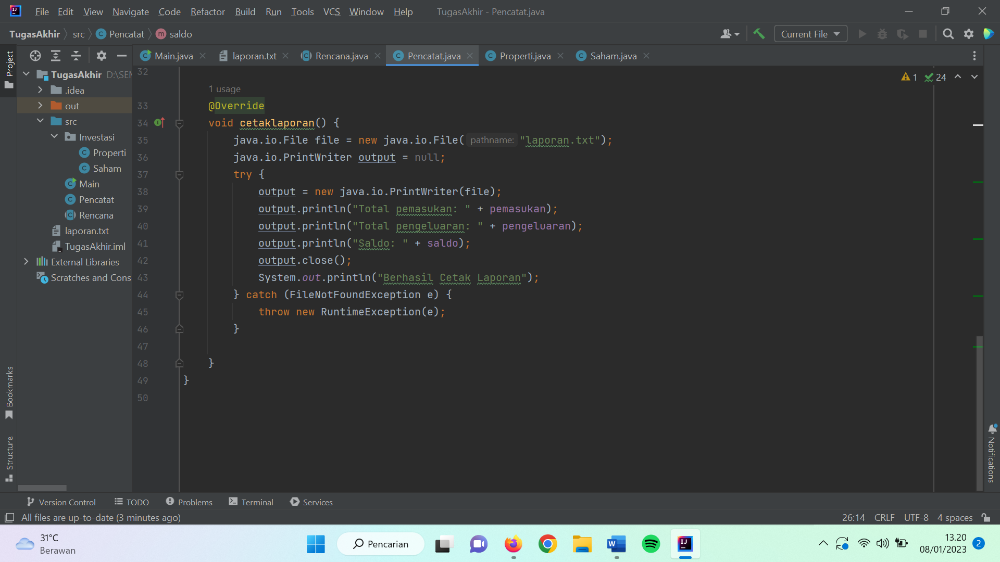 File Edit View Navigate Code Refactor Build Run Tools VCS Window Help TugasAkhir - Pencatat.java
TugasAkhir src Pencatat saldo Current File
Project
Main.java laporan.txt Rencana.java Pencatat.java Properti.java Saham.java
TugasAkhir D:\SEM
.idea
out
src
Investasi
Properti
Saham
Main
Pencatat
Rencana
laporan.txt
TugasAkhir.iml
External Libraries
Scratches and Cons
1 24
32
1 usage
33 @Override
34 void cetaklaporan() {
35 java.io.File file = new java.io.File( pathname: "laporan.txt");
36 java.io.PrintWriter output = null;
37 try {
38 output = new java.io.PrintWriter(file);
39 output.println("Total pemasukan: " + pemasukan);
40 output.println("Total pengeluaran: " + pengeluaran);
41 output.println("Saldo: " + saldo);
42 output.close();
43 System.out.println("Berhasil Cetak Laporan");
44 } catch (FileNotFoundException e) {
45 throw new RuntimeException(e);
46 }
47
48 }
49 }
50
Bookmarks
Structure
Notifications
Version Control TODO Problems Terminal Services
All files are up-to-date (3 minutes ago) 26:14 CRLF UTF-8 4 spaces
31°C
Berawan
Pencarian
13.20
08/01/2023
2